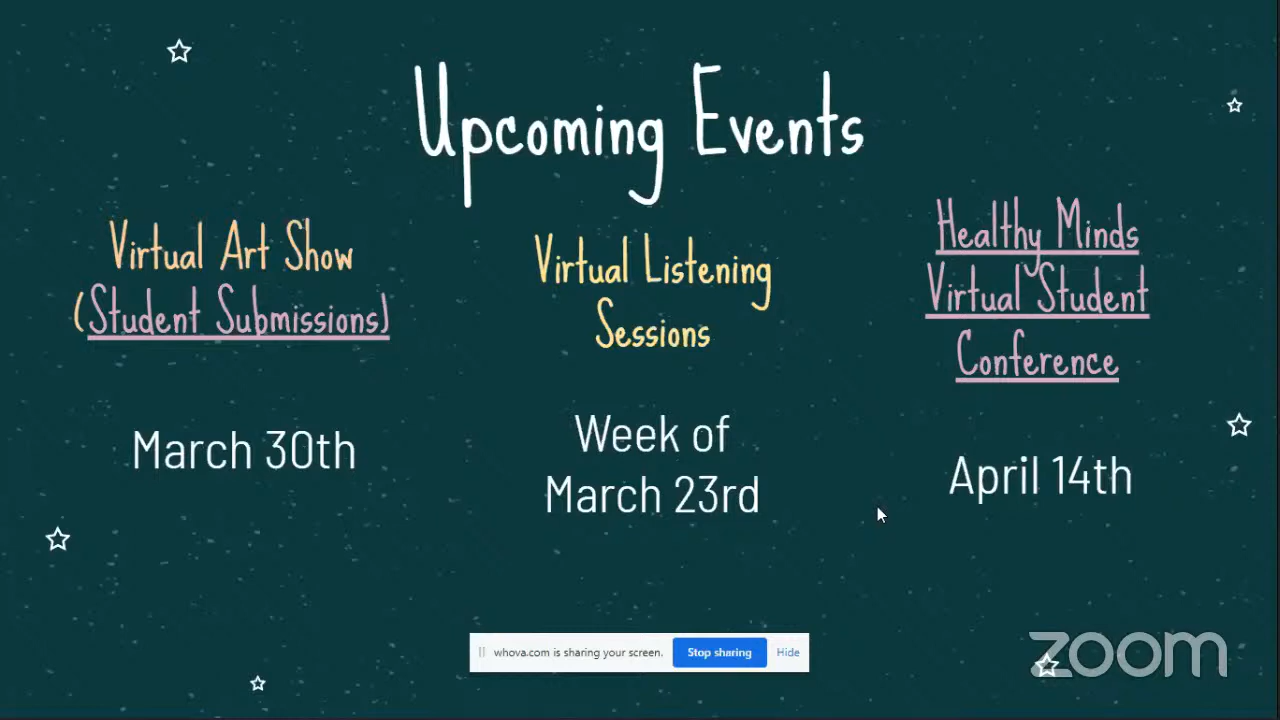 Upcoming Events
Virtual Art Show
(Student Submissions)
March 30th
Virtual Listening
Sessions
Week of
March 23rd
Healthy Minds
Virtual Student
Conference
April 14th
whova.com is sharing your screen.
Stop sharing
Hide
zoom